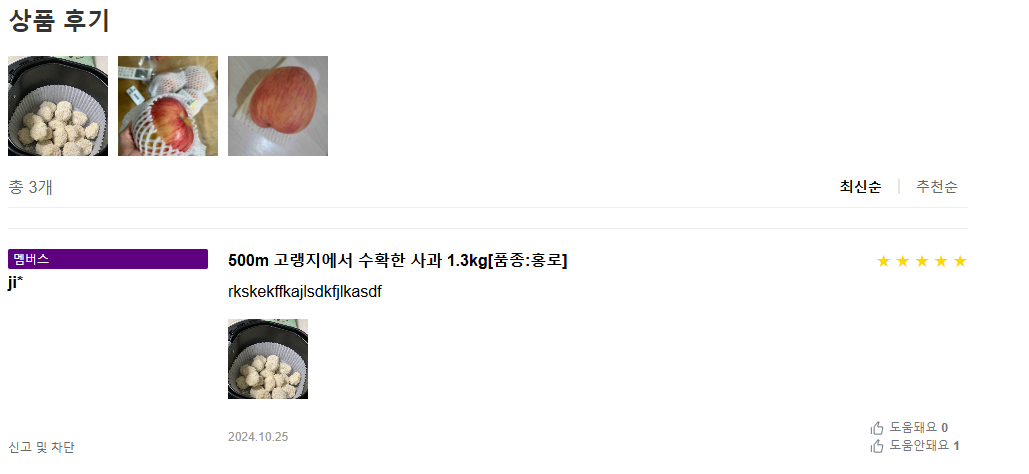 상품 후기
총 3개
최신순 | 추천순
멤버스
ji*
500m 고랭지에서 수확한 사과 1.3kg[품종:홍로]
★ ★ ★ ★ ★
rkskekffkajlsdkfjlkasdf
2024.10.25
신고 및 차단
도움돼요 0
도움안돼요 1